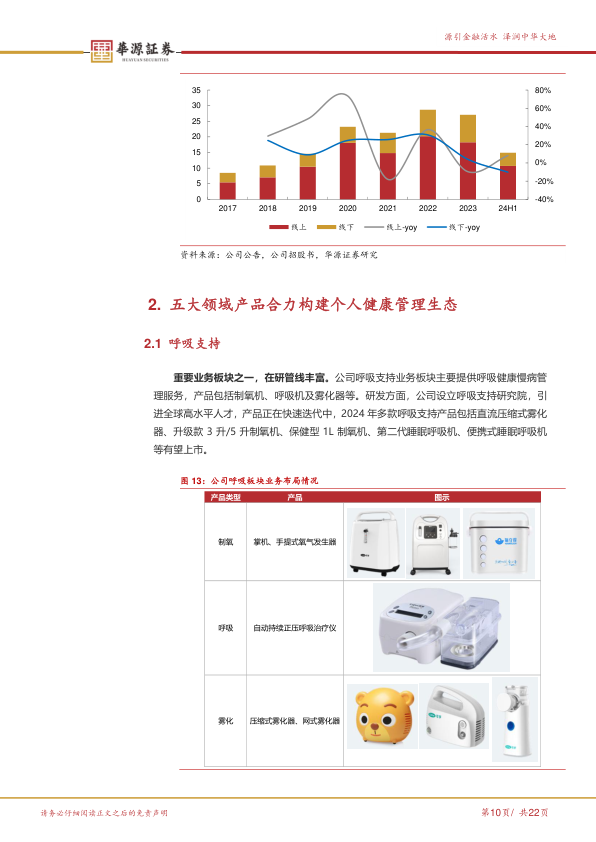 源引金融活水 泽润中华大地
華源証券
HUAYUAN SECURITIES
35
30
25
20
15
10
5
0
80%
60%
40%
20%
0%
-20%
-40%
2017 2018 2019 2020 2021 2022 2023 24H1
线上 线下 线上-yoy 线下-yoy
资料来源：公司公告，公司招股书，华源证券研究
2. 五大领域产品合力构建个人健康管理生态
2.1 呼吸支持
重要业务板块之一，在研管线丰富。公司呼吸支持业务板块主要提供呼吸健康慢病管
理服务，产品包括制氧机、呼吸机及雾化器等。研发方面，公司设立呼吸支持研究院，引
进全球高水平人才，产品正在快速迭代中，2024 年多款呼吸支持产品包括直流压缩式雾化
器、升级款 3 升/5 升制氧机、保健型 1L 制氧机、第二代睡眠呼吸机、便携式睡眠呼吸机
等有望上市。
图 13：公司呼吸板块业务布局情况
产品类型 产品 图示
制氧 掌机、手提式氧气发生器
呼吸 自动持续正压呼吸治疗仪
雾化 压缩式雾化器、网式雾化器
请务必仔细阅读正文之后的免责声明
第10页/ 共22页